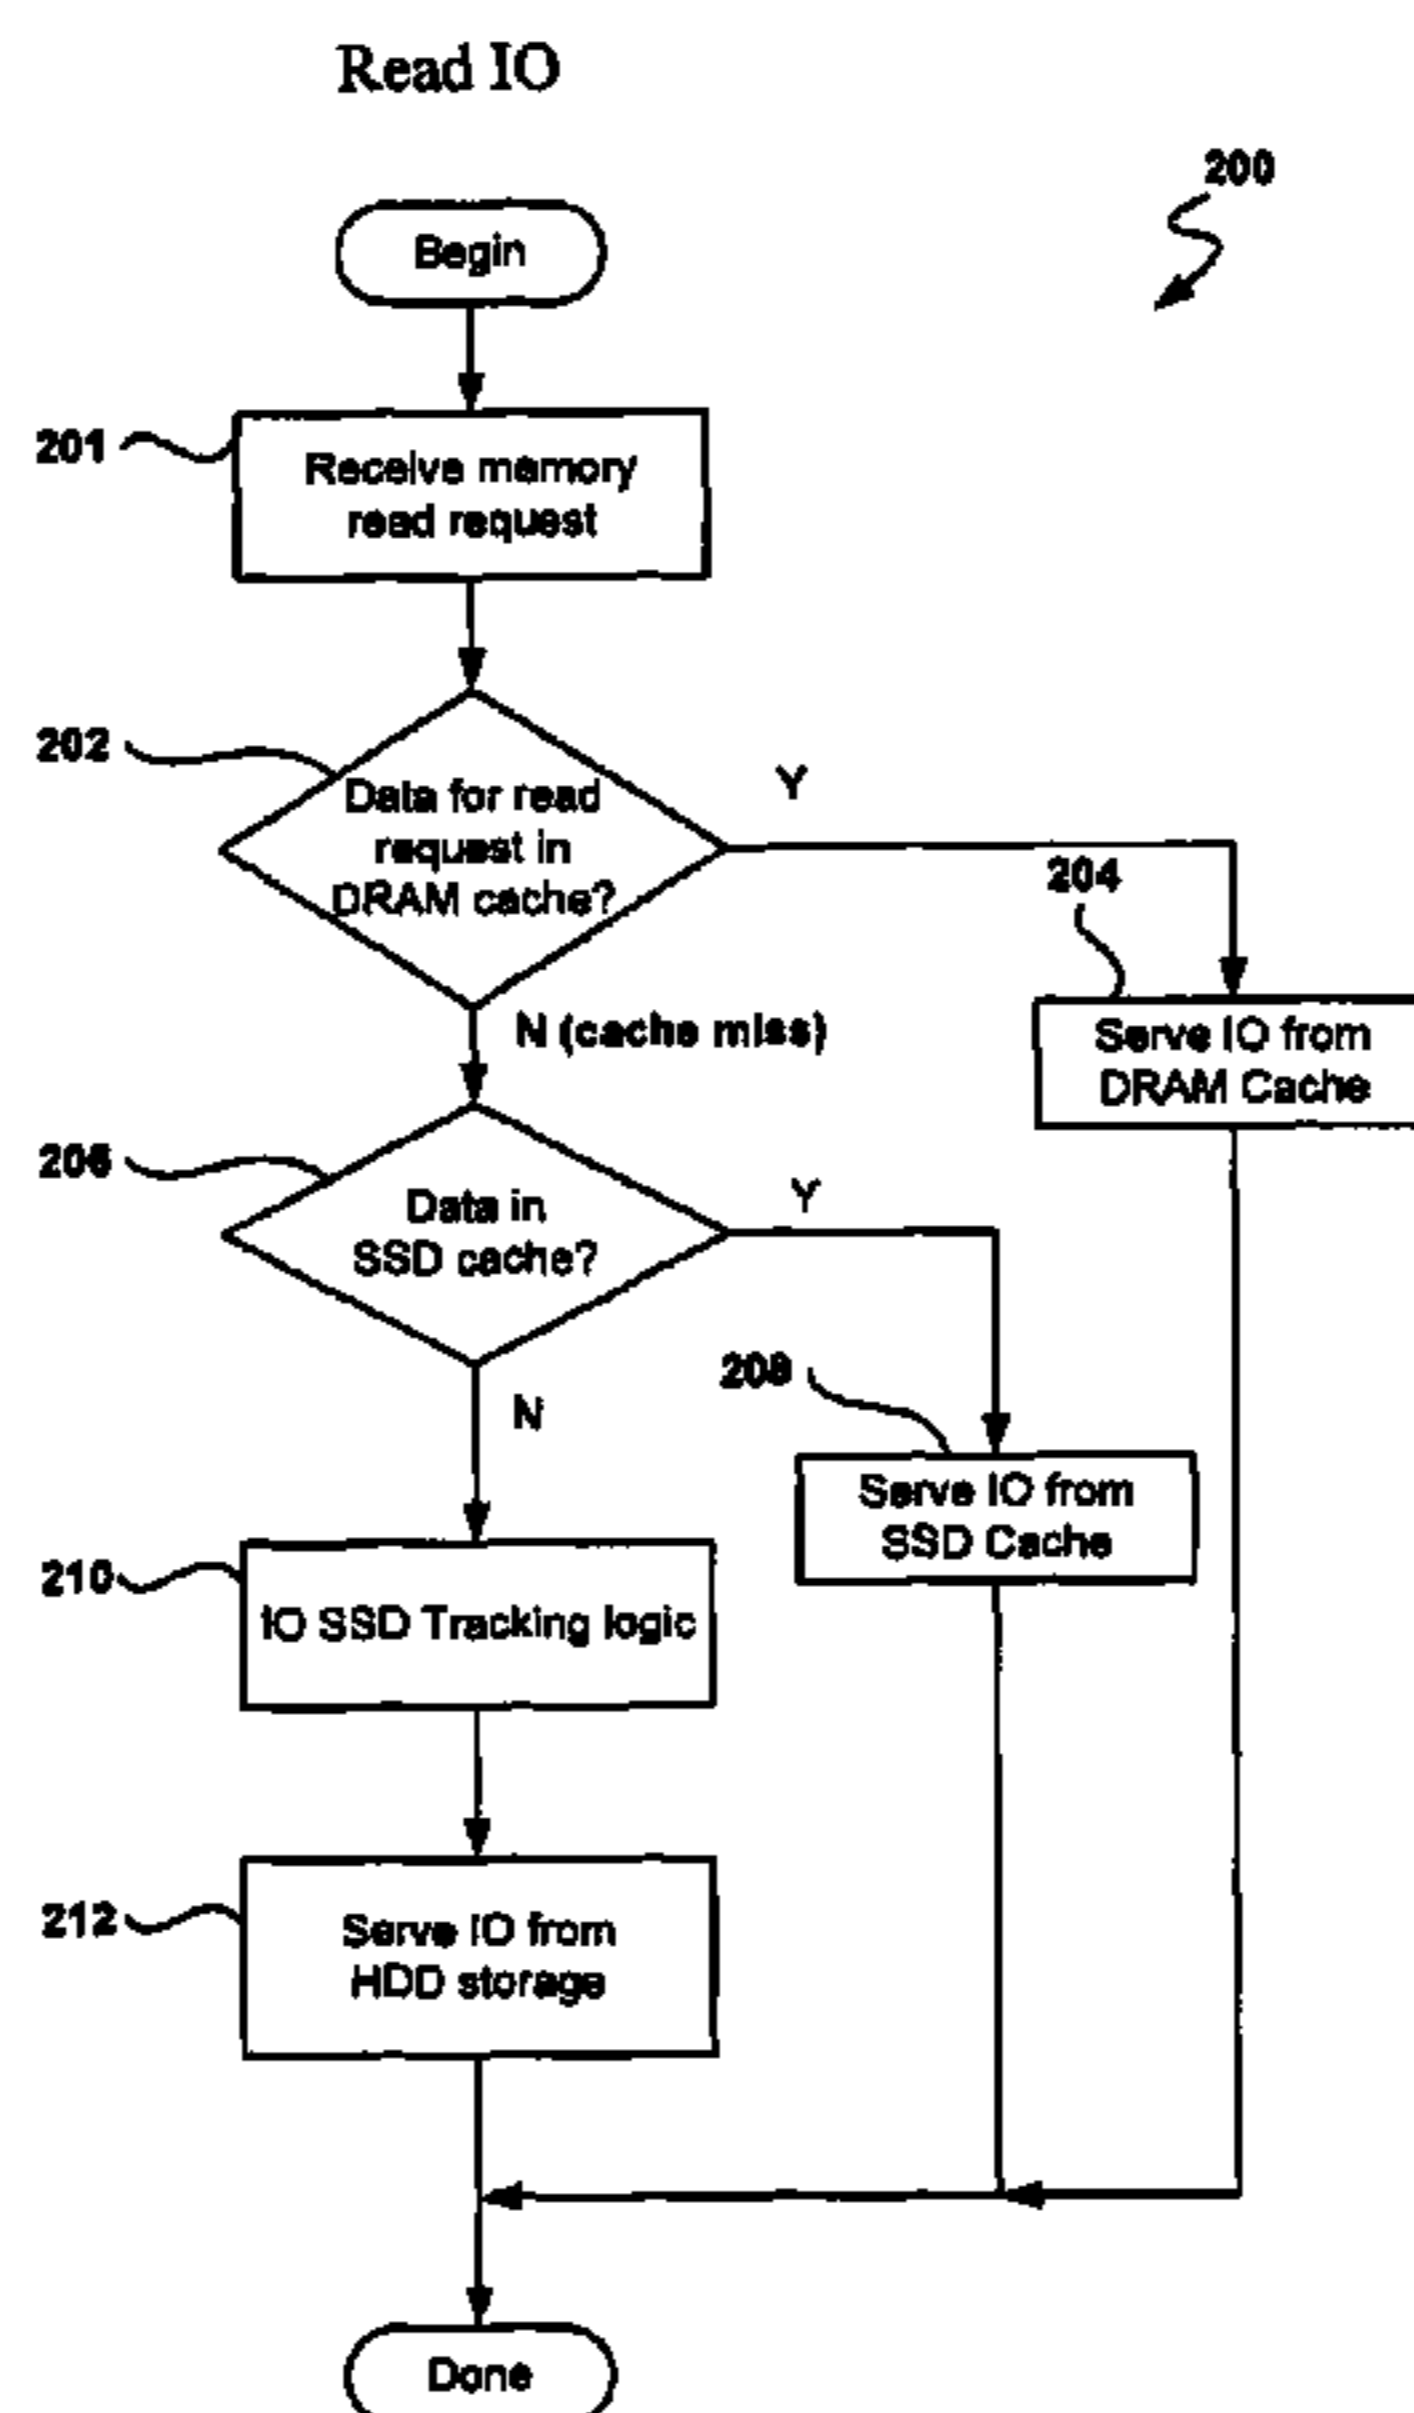 Read IO
200
Begin
201
Receive memory
read request
202
Data for read
request in
DRAM cache?
Y
204
N (cache miss)
Serve IO from
DRAM Cache
206
Data in
SSD cache?
Y
208
N
Serve IO from
SSD Cache
210
IO SSD Tracking logic
212
Serve IO from
HDD storage
Done